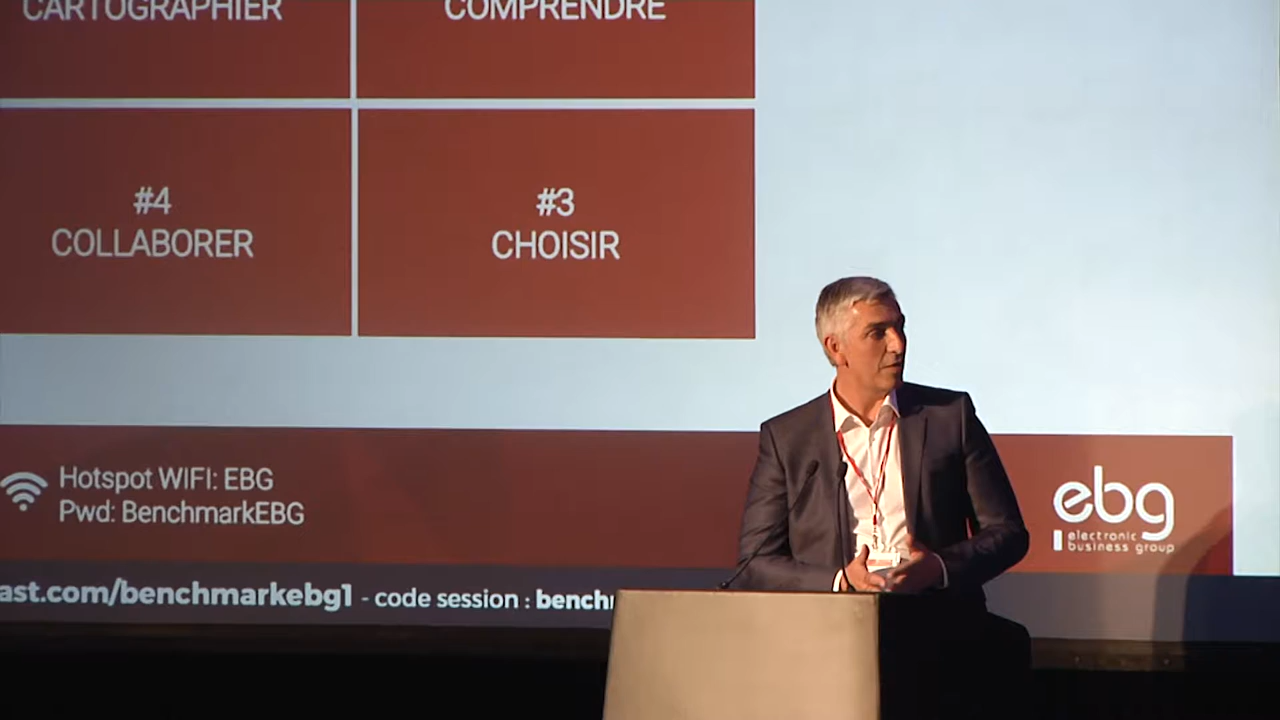 CARTOGRAPHIER
COMPRENDRE
#4
COLLABORER
#3
CHOISIR
Hotspot WIFI: EBG
Pwd: BenchmarkEBG
ebg
electronic
business group
ast.com/benchmarkebg1 - code session : bench